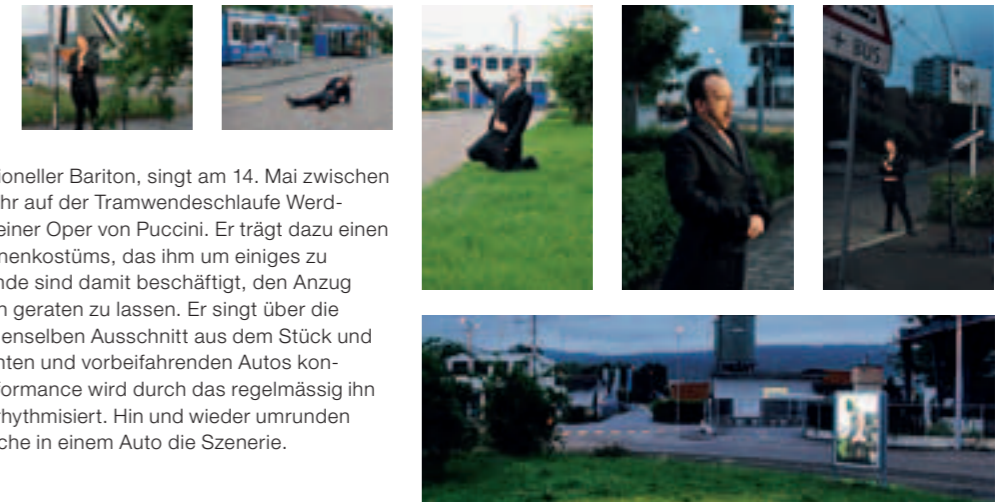 ioneller Bariton, singt am 14. Mai zwischen
hr auf der Tramwendeschlaufe Werd-
einer Oper von Puccini. Er trägt dazu einen
nenkostüms, das ihm um einiges zu
nde sind damit beschäftigt, den Anzug
n geraten zu lassen. Er singt über die
enselben Ausschnitt aus dem Stück und
nten und vorbeifahrenden Autos kon-
formance wird durch das regelmässig ihn
rhythmisiert. Hin und wieder umrunden
che in einem Auto die Szenerie.
+ BUS